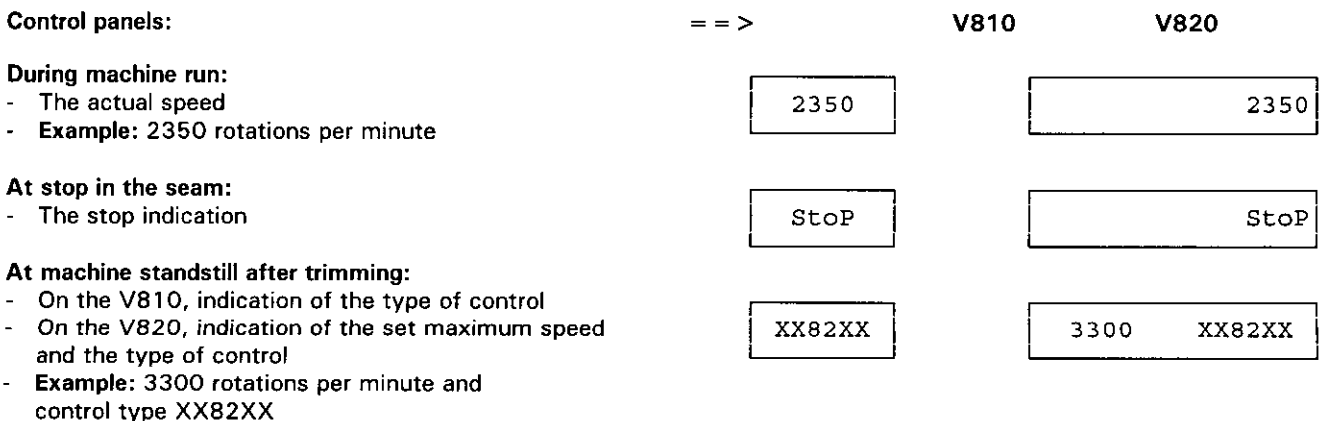 Control panels: ==> V810 V820
During machine run:
- The actual speed 2350 2350
- Example: 2350 rotations per minute
At stop in the seam:
- The stop indication StoP StoP
At machine standstill after trimming:
- On the V810, indication of the type of control
- On the V820, indication of the set maximum speed XX82XX 3300 XX82XX
and the type of control
- Example: 3300 rotations per minute and
control type XX82XX